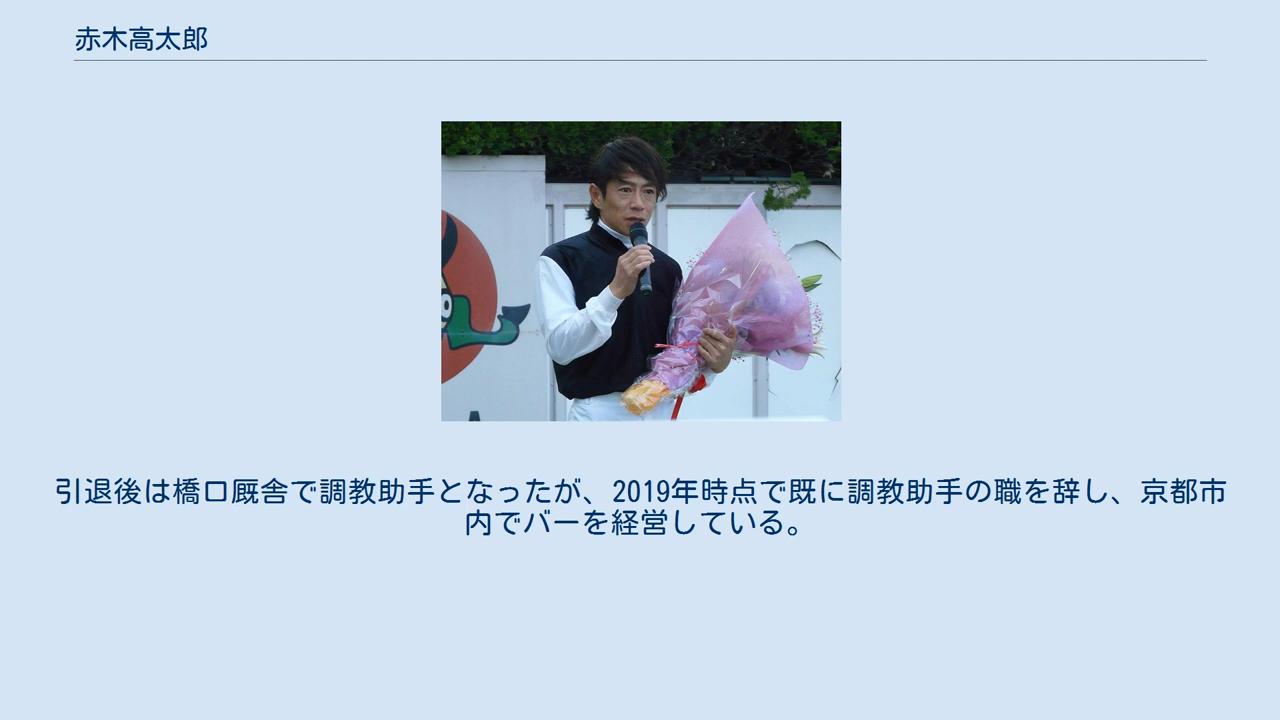 赤木高太郎
引退後は橋口厩舎で調教助手となったが、2019年時点で既に調教助手の職を辞し、京都市
内でバーを経営している。